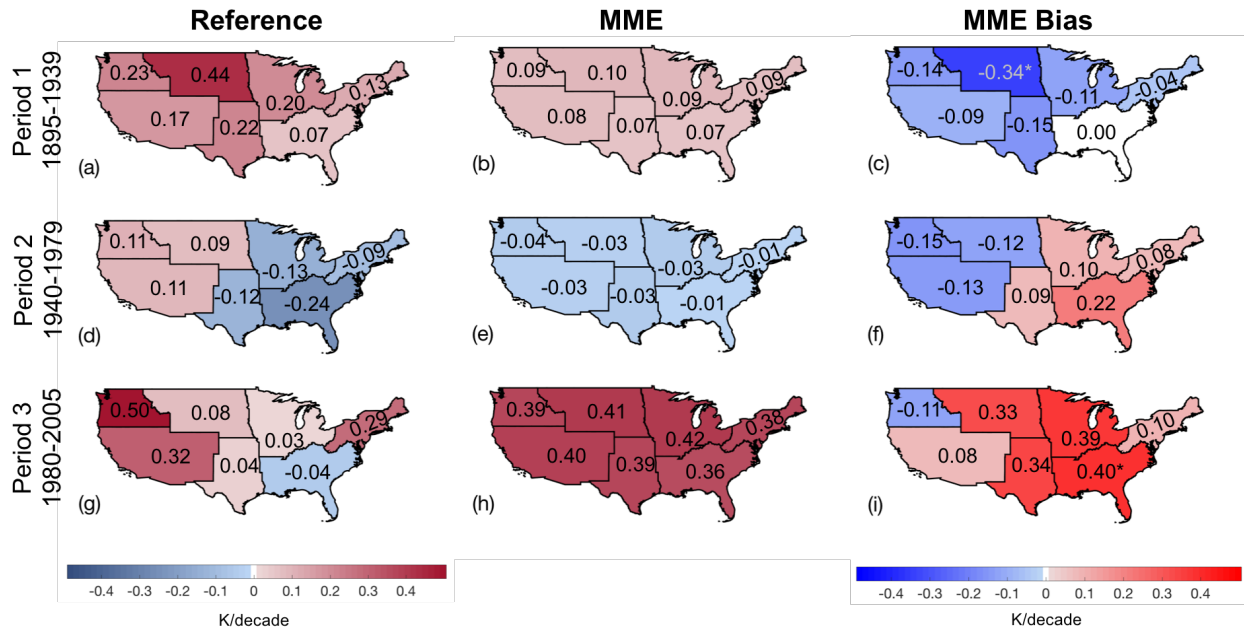 Reference MME MME Bias
Period 1
1895-1939
0.23 0.44 0.20 0.13
0.17 0.22 0.07
(a)
0.09 0.10 0.09 0.09
0.08 0.07 0.07
(b)
-0.14 -0.34* -0.11 -0.04
-0.09 -0.15 0.00
(c)
Period 2
1940-1979
0.11 0.09 -0.13 -0.09
0.11 -0.12 -0.24
(d)
-0.04 -0.03 -0.03 -0.01
-0.03 -0.03 -0.01
(e)
-0.15 -0.12 0.10 0.08
-0.13 0.09 0.22
(f)
Period 3
1980-2005
0.50 0.08 0.03 0.29
0.32 0.04 -0.04
(g)
0.39 0.41 0.42 0.38
0.40 0.39 0.36
(h)
-0.11 0.33 0.39 0.10
0.08 0.34 0.40*
(i)
-0.4 -0.3 -0.2 -0.1 0 0.1 0.2 0.3 0.4
K/decade
-0.4 -0.3 -0.2 -0.1 0 0.1 0.2 0.3 0.4
K/decade